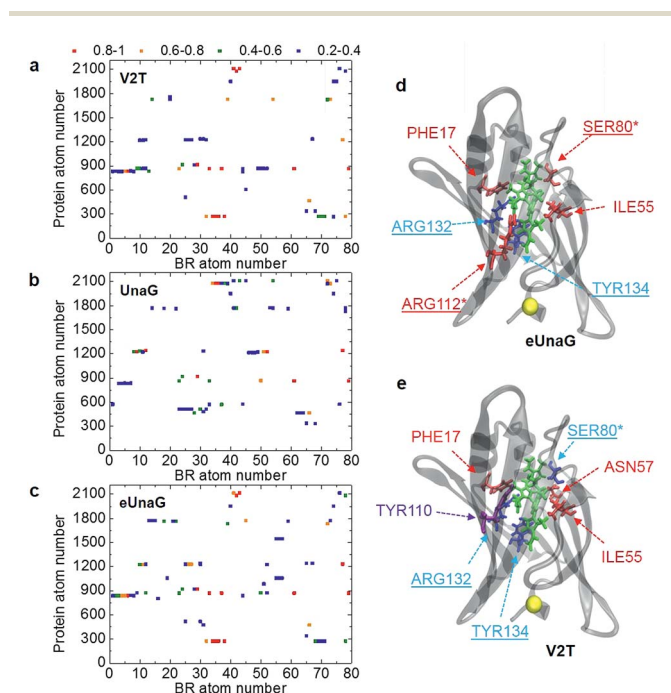 0.8-1 0.6-0.8 0.4-0.6 0.2-0.4
a
V2T
Protein atom number
2100
1800
1500
1200
900
600
300
0
0 10 20 30 40 50 60 70 80
BR atom number
b
UnaG
Protein atom number
2100
1800
1500
1200
900
600
300
0
0 10 20 30 40 50 60 70 80
BR atom number
c
eUnaG
Protein atom number
2100
1800
1500
1200
900
600
300
0
0 10 20 30 40 50 60 70 80
BR atom number
d
PHE17
SER80*
ARG132
ILE55
ARG112*
TYR134
eUnaG
e
PHE17
SER80*
ASN57
TYR110
ARG132
ILE55
TYR134
V2T